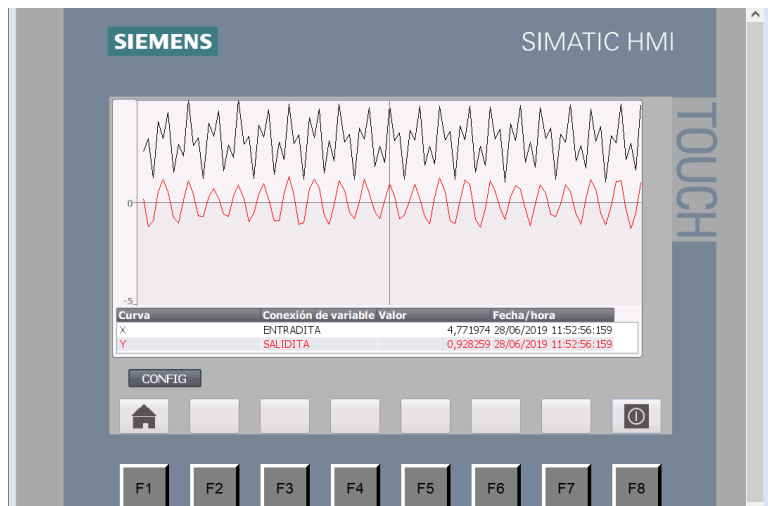 SIEMENS SIMATIC HMI
TOUCH
0
-5
Curva Conexión de variable Valor Fecha/hora
X ENTRADITA 4,771974 28/06/2019 11:52:56:159
Y SALIDITA 0,928259 28/06/2019 11:52:56:159
CONFIG
F1 F2 F3 F4 F5 F6 F7 F8